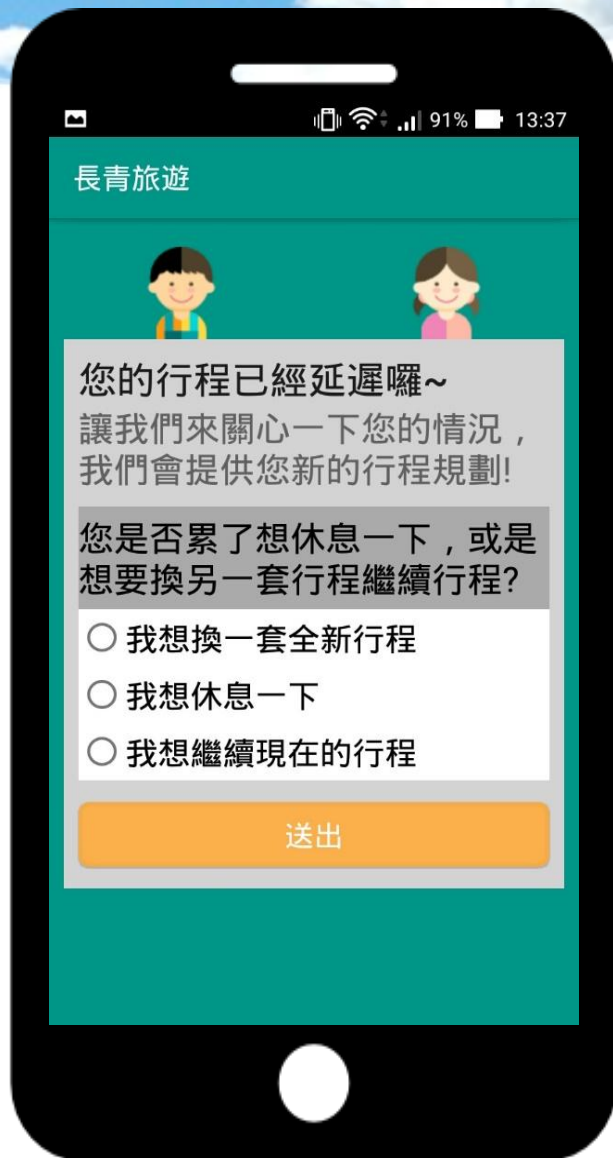 91% 13:37
長青旅遊
您的行程已經延遲囉~
讓我們來關心一下您的情況，
我們會提供您新的行程規劃!
您是否累了想休息一下，或是
想要換另一套行程繼續行程?
我想換一套全新行程
我想休息一下
我想繼續現在的行程
送出